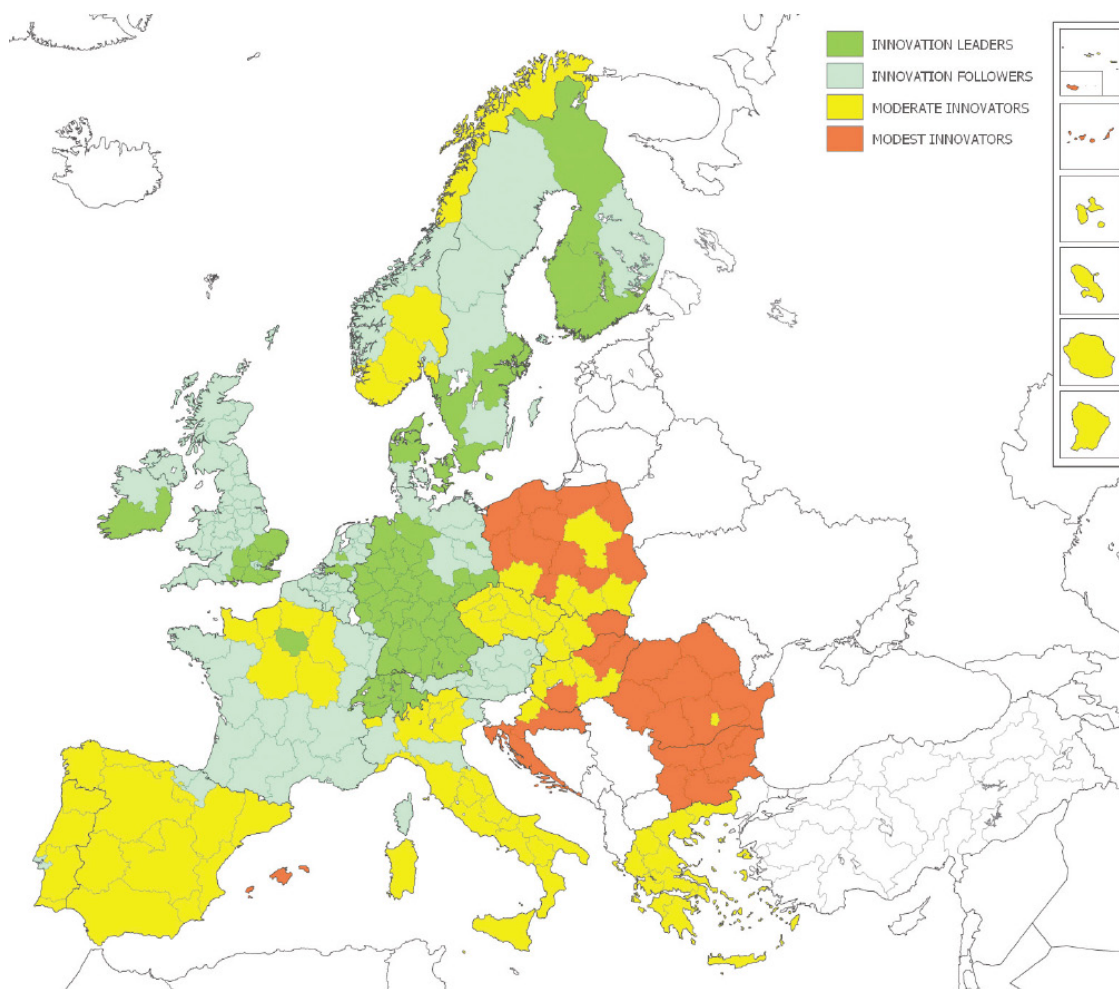 INNOVATION LEADERS
INNOVATION FOLLOWERS
MODERATE INNOVATORS
MODEST INNOVATORS